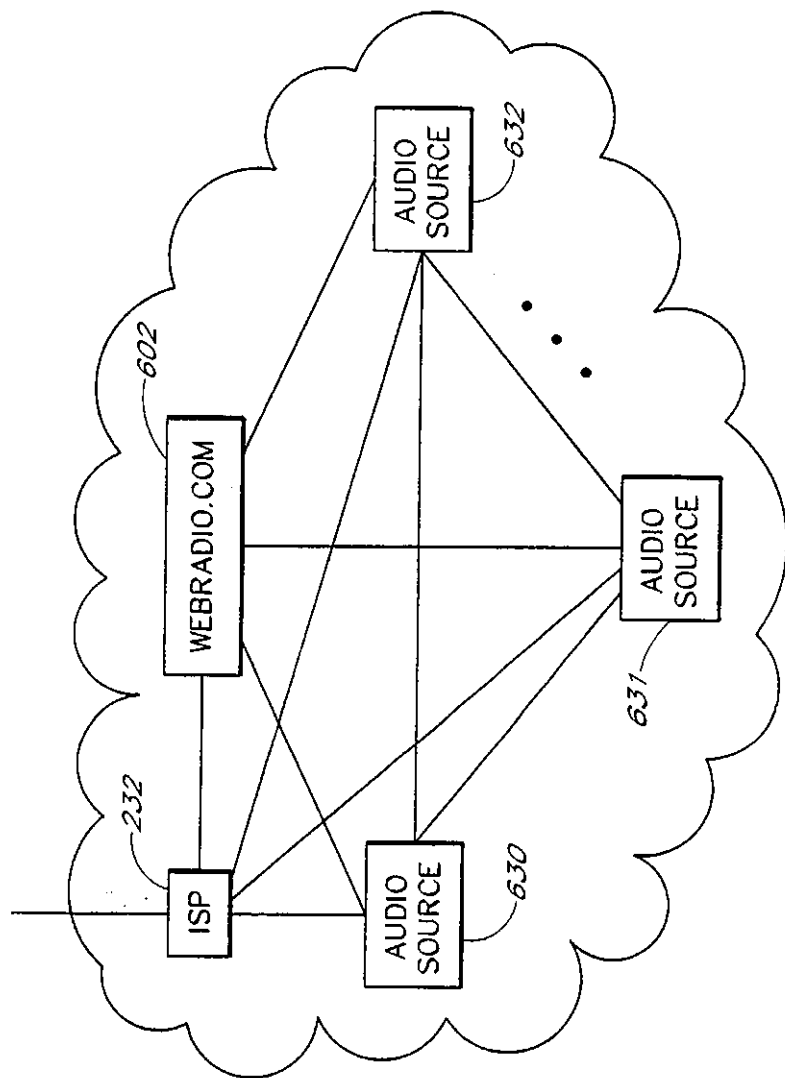 232
ISP
602
WEBRADIO.COM
AUDIO
SOURCE
630
AUDIO
SOURCE
631
AUDIO
SOURCE
632